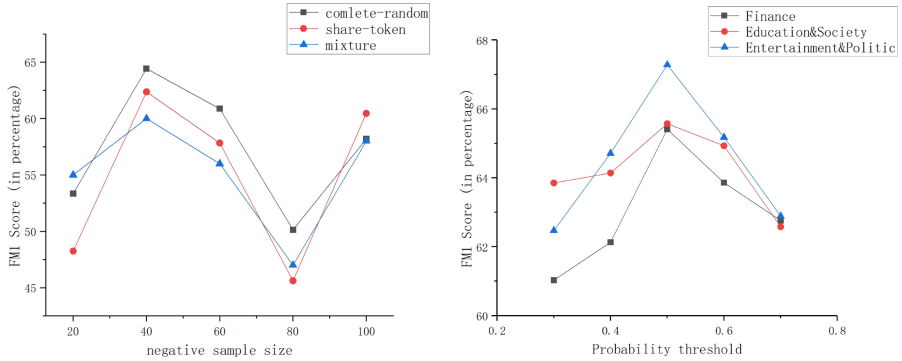 comlete-random
share-token
mixture
FM1 Score (in percentage)
65
60
55
50
45
20 40 60 80 100
negative sample size
Finance
Education&Society
Entertainment&Politic
FM1 Score (in percentage)
68
66
64
62
60
0.2 0.4 0.6 0.8
Probability threshold